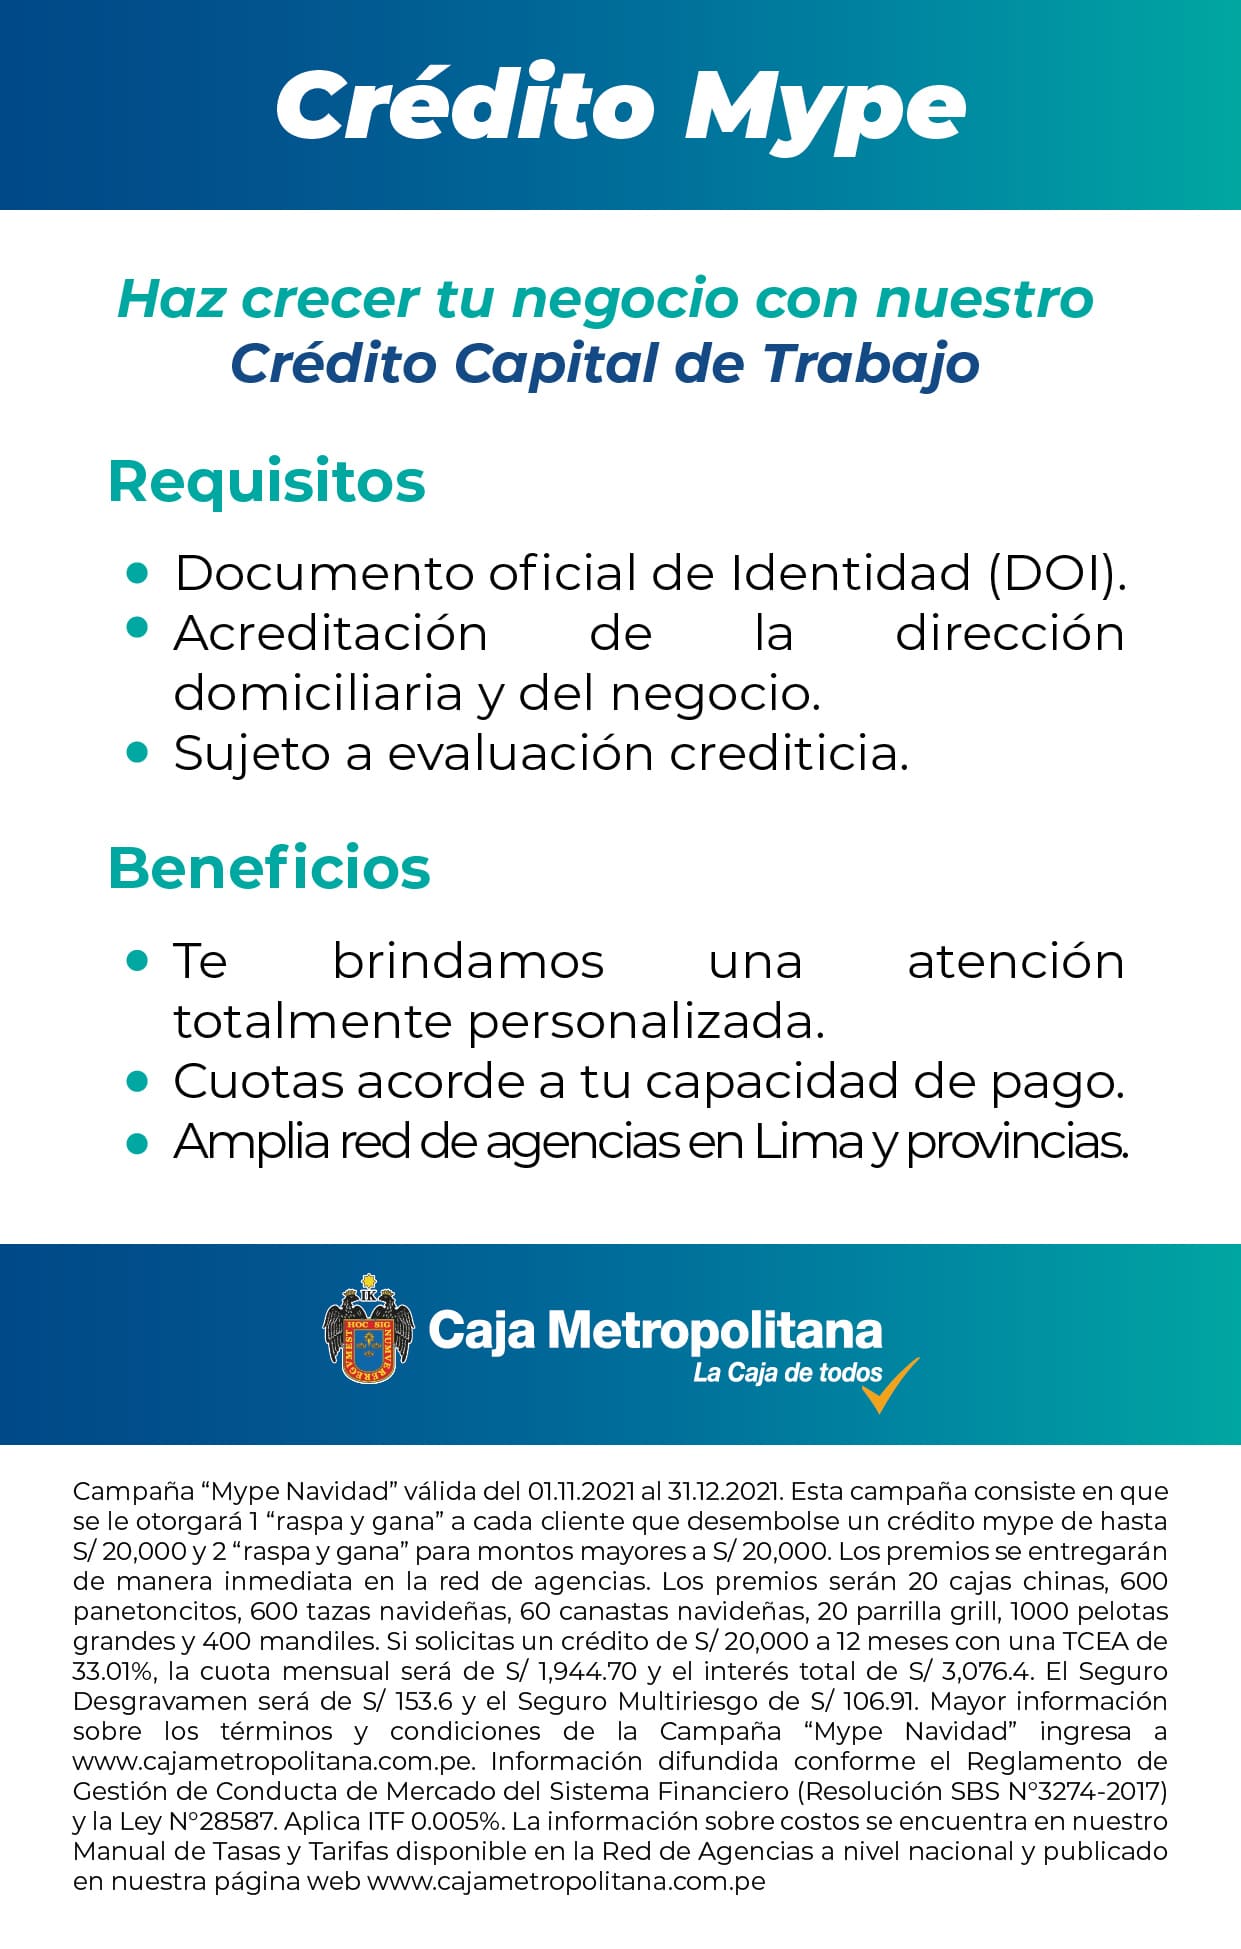 Crédito Mype
Haz crecer tu negocio con nuestro
Crédito Capital de Trabajo
Requisitos
• Documento oficial de Identidad (DOI).
• Acreditación de la dirección
domiciliaria y del negocio.
• Sujeto a evaluación crediticia.
Beneficios
• Te brindamos una atención
totalmente personalizada.
• Cuotas acorde a tu capacidad de pago.
• Amplia red de agencias en Lima y provincias.
IK
HOC SIG
NUM VERE REGUM EST
Caja Metropolitana
La Caja de todos
Campaña “Mype Navidad” válida del 01.11.2021 al 31.12.2021. Esta campaña consiste en que
se le otorgará 1 “raspa y gana” a cada cliente que desembolse un crédito mype de hasta
S/ 20,000 y 2 “raspa y gana” para montos mayores a S/ 20,000. Los premios se entregarán
de manera inmediata en la red de agencias. Los premios serán 20 cajas chinas, 600
panetoncitos, 600 tazas navideñas, 60 canastas navideñas, 20 parrilla grill, 1000 pelotas
grandes y 400 mandiles. Si solicitas un crédito de S/ 20,000 a 12 meses con una TCEA de
33.01%, la cuota mensual será de S/ 1,944.70 y el interés total de S/ 3,076.4. El Seguro
Desgravamen será de S/ 153.6 y el Seguro Multiriesgo de S/ 106.91. Mayor información
sobre los términos y condiciones de la Campaña “Mype Navidad” ingresa a
www.cajametropolitana.com.pe. Información difundida conforme el Reglamento de
Gestión de Conducta de Mercado del Sistema Financiero (Resolución SBS N°3274-2017)
y la Ley N°28587. Aplica ITF 0.005%. La información sobre costos se encuentra en nuestro
Manual de Tasas y Tarifas disponible en la Red de Agencias a nivel nacional y publicado
en nuestra página web www.cajametropolitana.com.pe